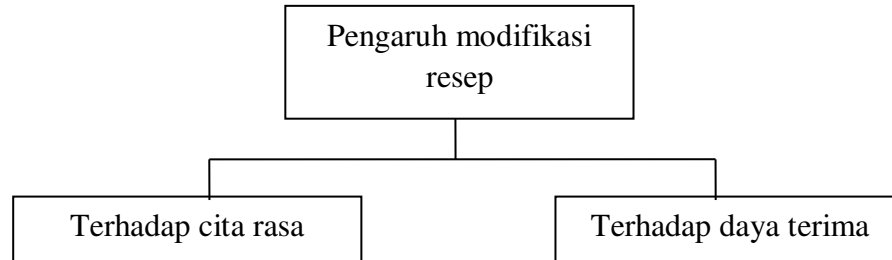 Pengaruh modifikasi
resep
Terhadap cita rasa
Terhadap daya terima